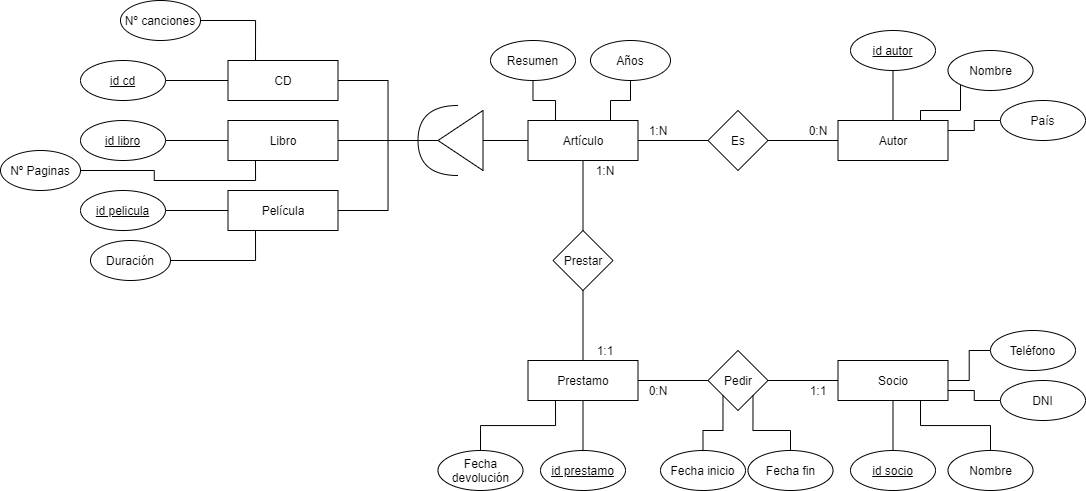 Nº canciones
id cd
CD
id libro
Libro
Nº Paginas
id pelicula
Película
Duración
Resumen
Años
Artículo
1:N
Es
0:N
id autor
Nombre
País
Autor
1:N
Prestar
1:1
Prestamo
0:N
Pedir
1:1
Socio
Teléfono
DNI
Fecha
devolución
id prestamo
Fecha inicio
Fecha fin
id socio
Nombre